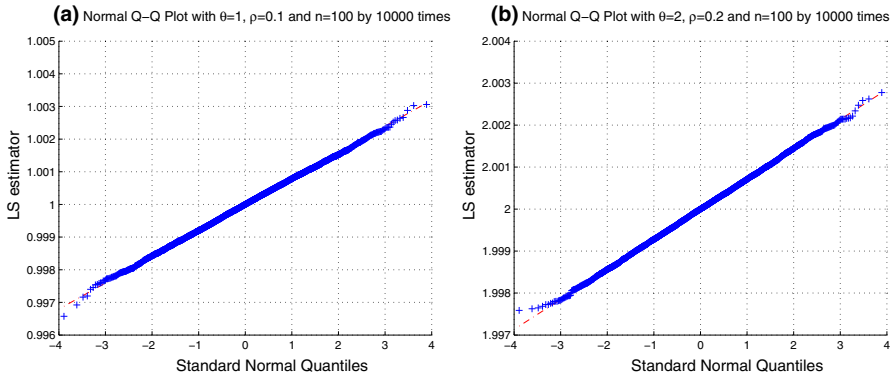 (a) Normal Q−Q Plot with θ=1, ρ=0.1 and n=100 by 10000 times
1.005
1.004
1.003
1.002
1.001
1
0.999
0.998
0.997
0.996
LS estimator
−4 −3 −2 −1 0 1 2 3 4
Standard Normal Quantiles
(b) Normal Q−Q Plot with θ=2, ρ=0.2 and n=100 by 10000 times
2.004
2.003
2.002
2.001
2
1.999
1.998
1.997
LS estimator
−4 −3 −2 −1 0 1 2 3 4
Standard Normal Quantiles